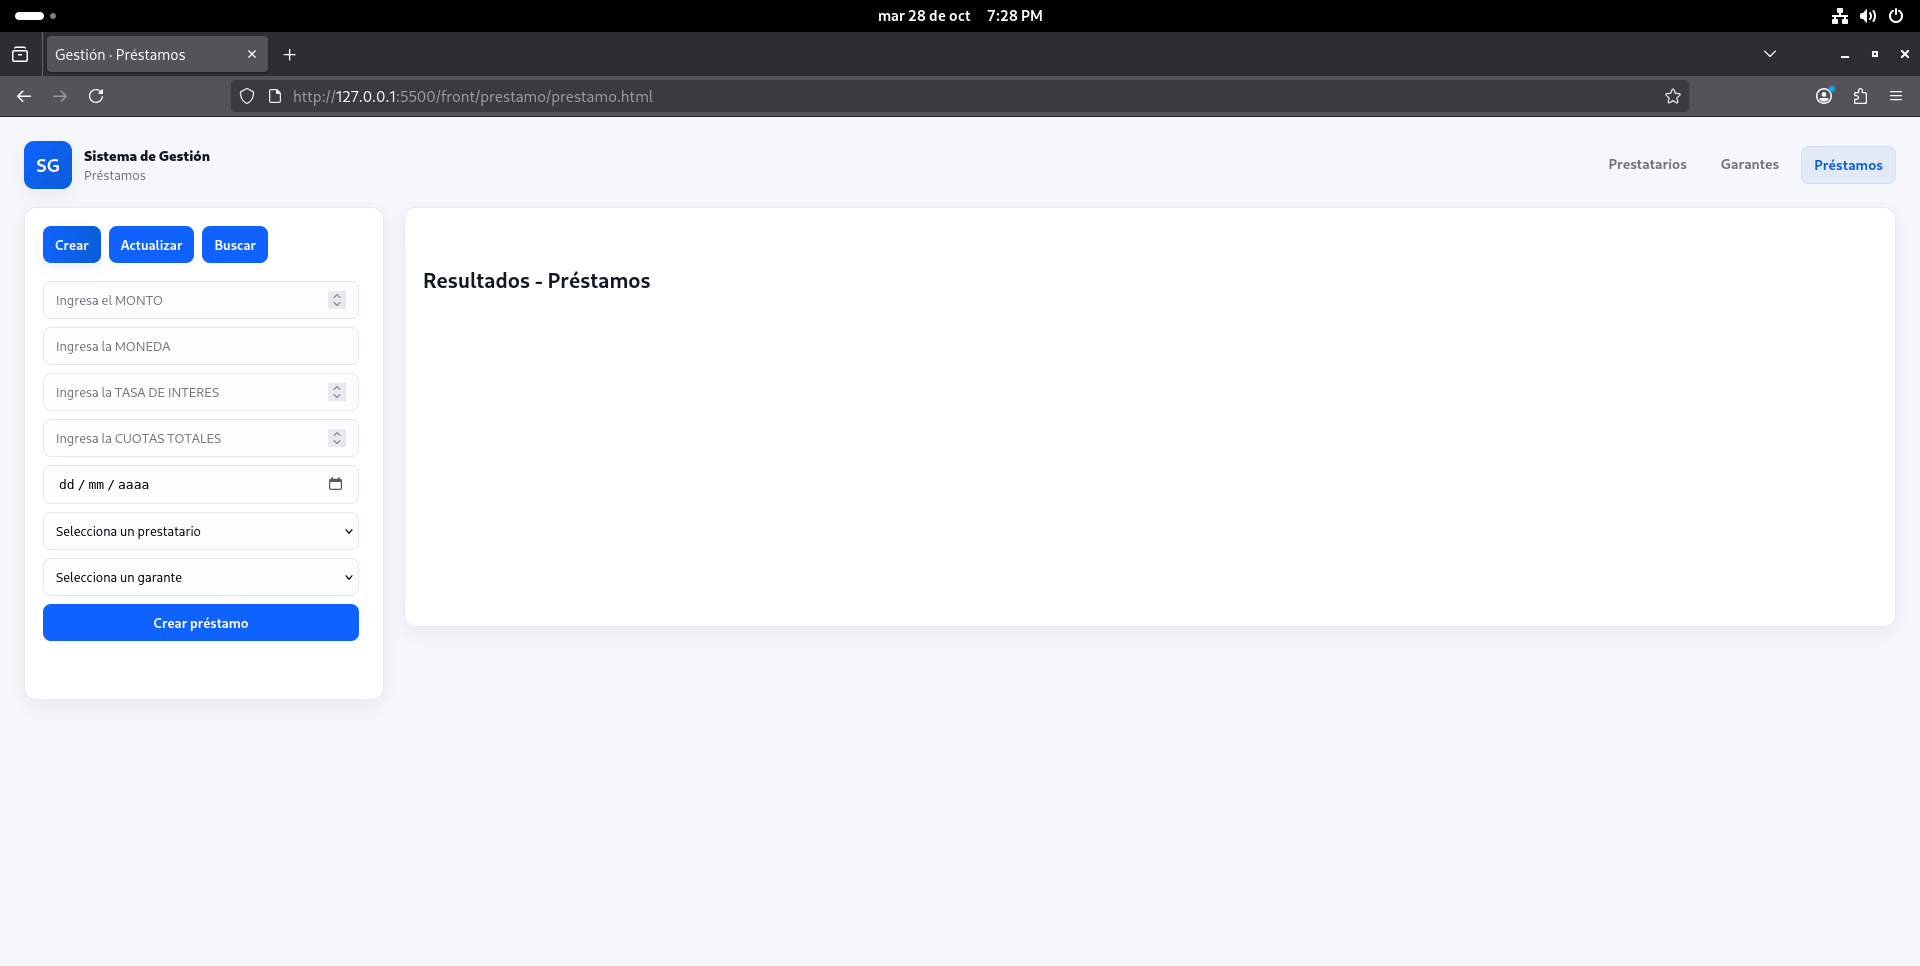 mar 28 de oct 7:28 PM
Gestión · Préstamos
http://127.0.0.1:5500/front/prestamo/prestamo.html
SG
Sistema de Gestión
Préstamos
Prestatarios
Garantes
Préstamos
Crear
Actualizar
Buscar
Ingresa el MONTO
Ingresa la MONEDA
Ingresa la TASA DE INTERES
Ingresa la CUOTAS TOTALES
dd / mm / aaaa
Selecciona un prestatario
Selecciona un garante
Crear préstamo
Resultados - Préstamos